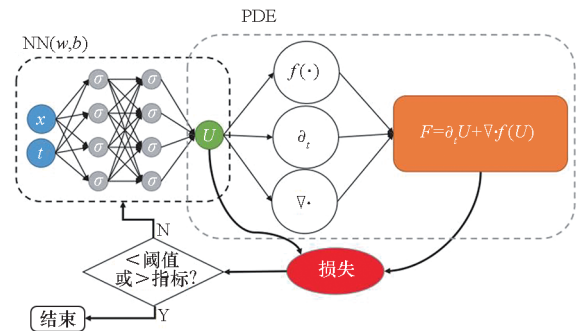 PDE
NN(w,b)
σ σ
σ σ
σ σ
σ σ
x
t
U
f(·)
∂t
∇·
F=∂tU+∇·f(U)
N
<阈值
或>指标?
Y
损失
结束